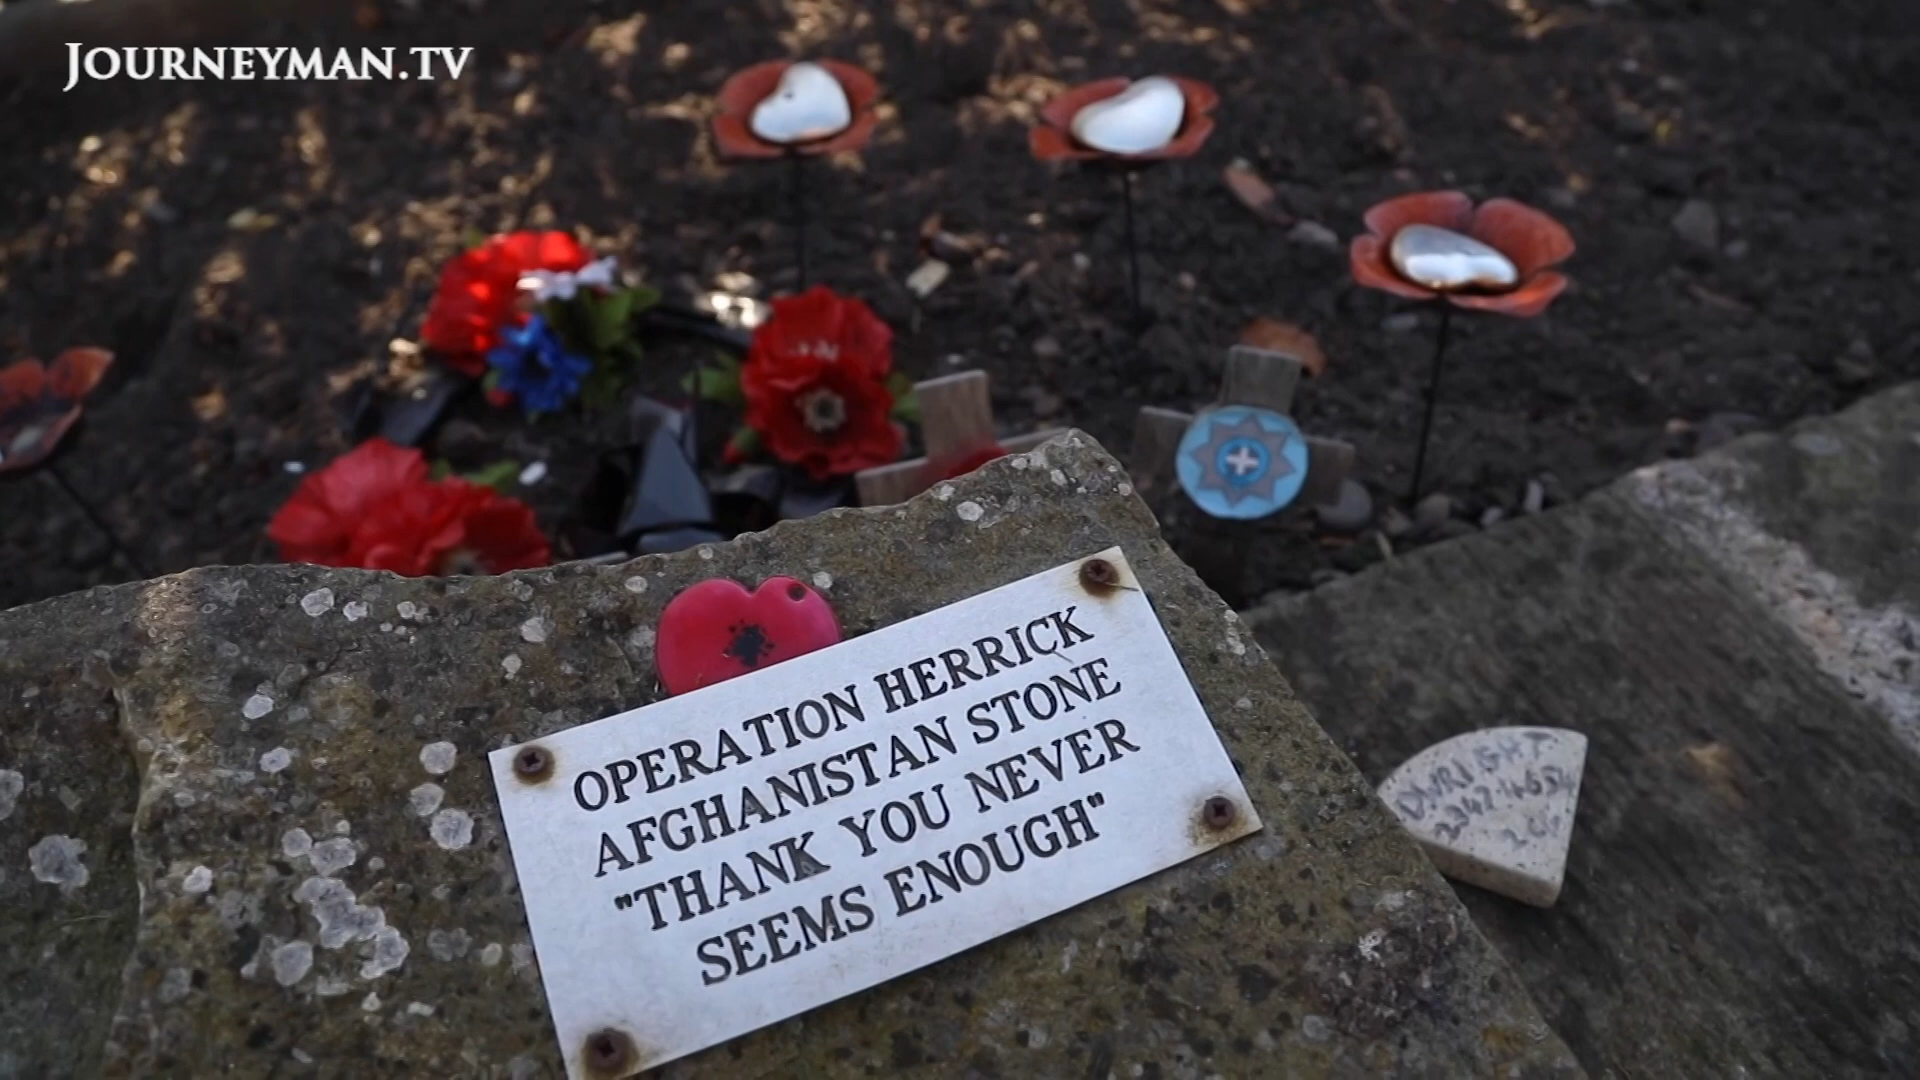 JOURNEYMAN.TV
OPERATION HERRICK
AFGHANISTAN STONE
"THANK YOU NEVER
SEEMS ENOUGH"